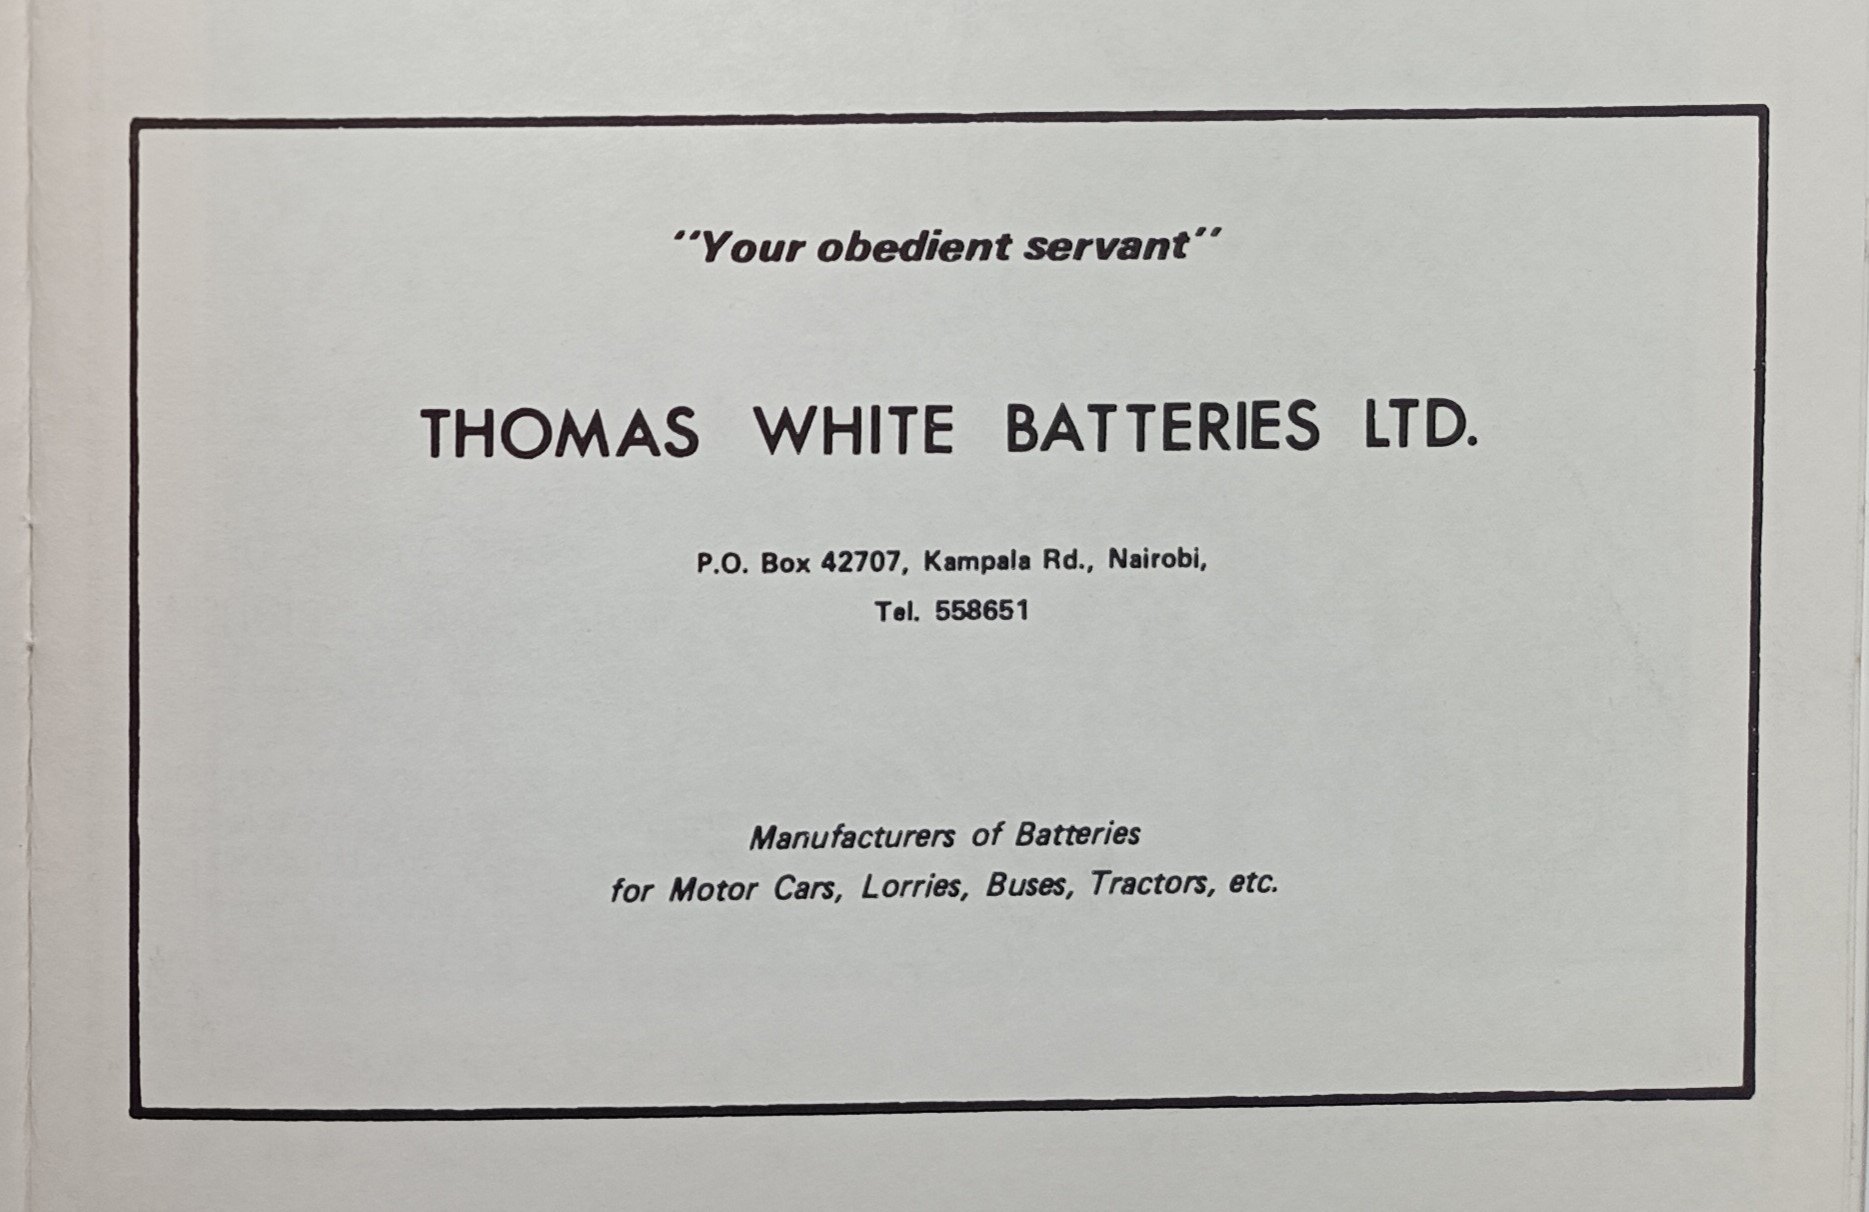 "Your obedient servant"
THOMAS WHITE BATTERIES LTD.
P.O. Box 42707, Kampala Rd., Nairobi,
Tel. 558651
Manufacturers of Batteries
for Motor Cars, Lorries, Buses, Tractors, etc.